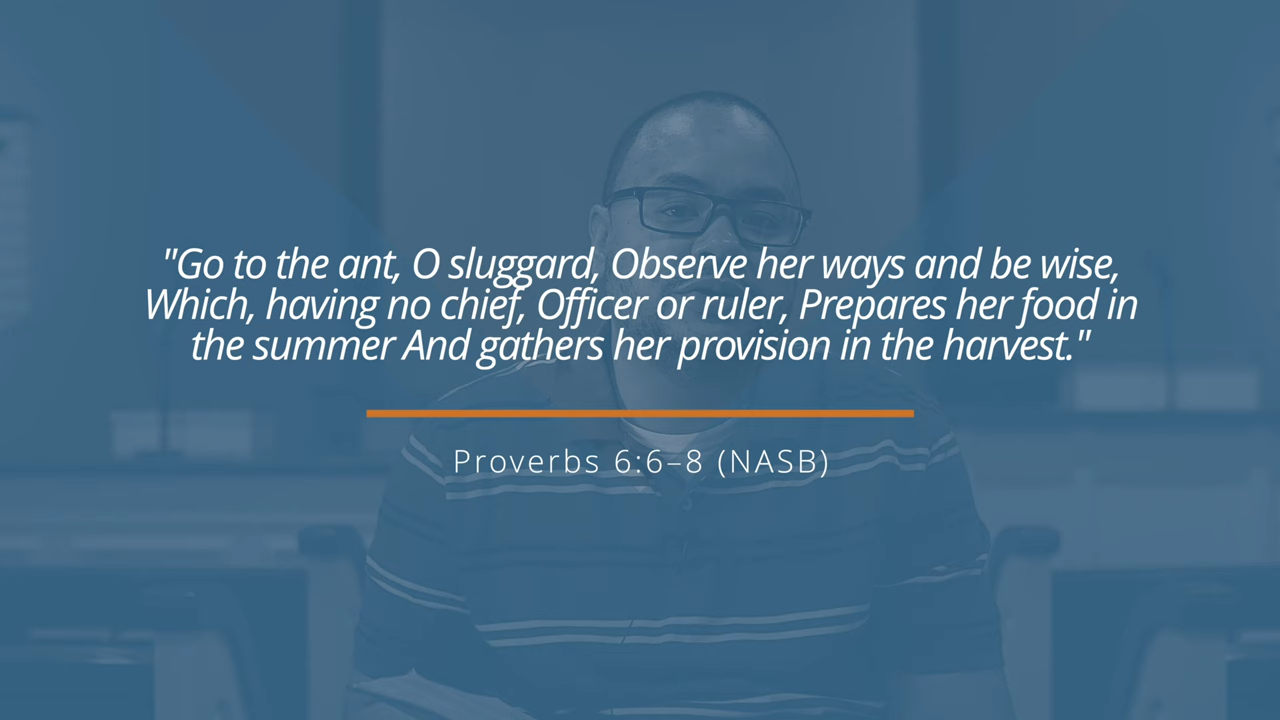 "Go to the ant, O sluggard, Observe her ways and be wise,
Which, having no chief, Officer or ruler, Prepares her food in
the summer And gathers her provision in the harvest."
Proverbs 6:6–8 (NASB)